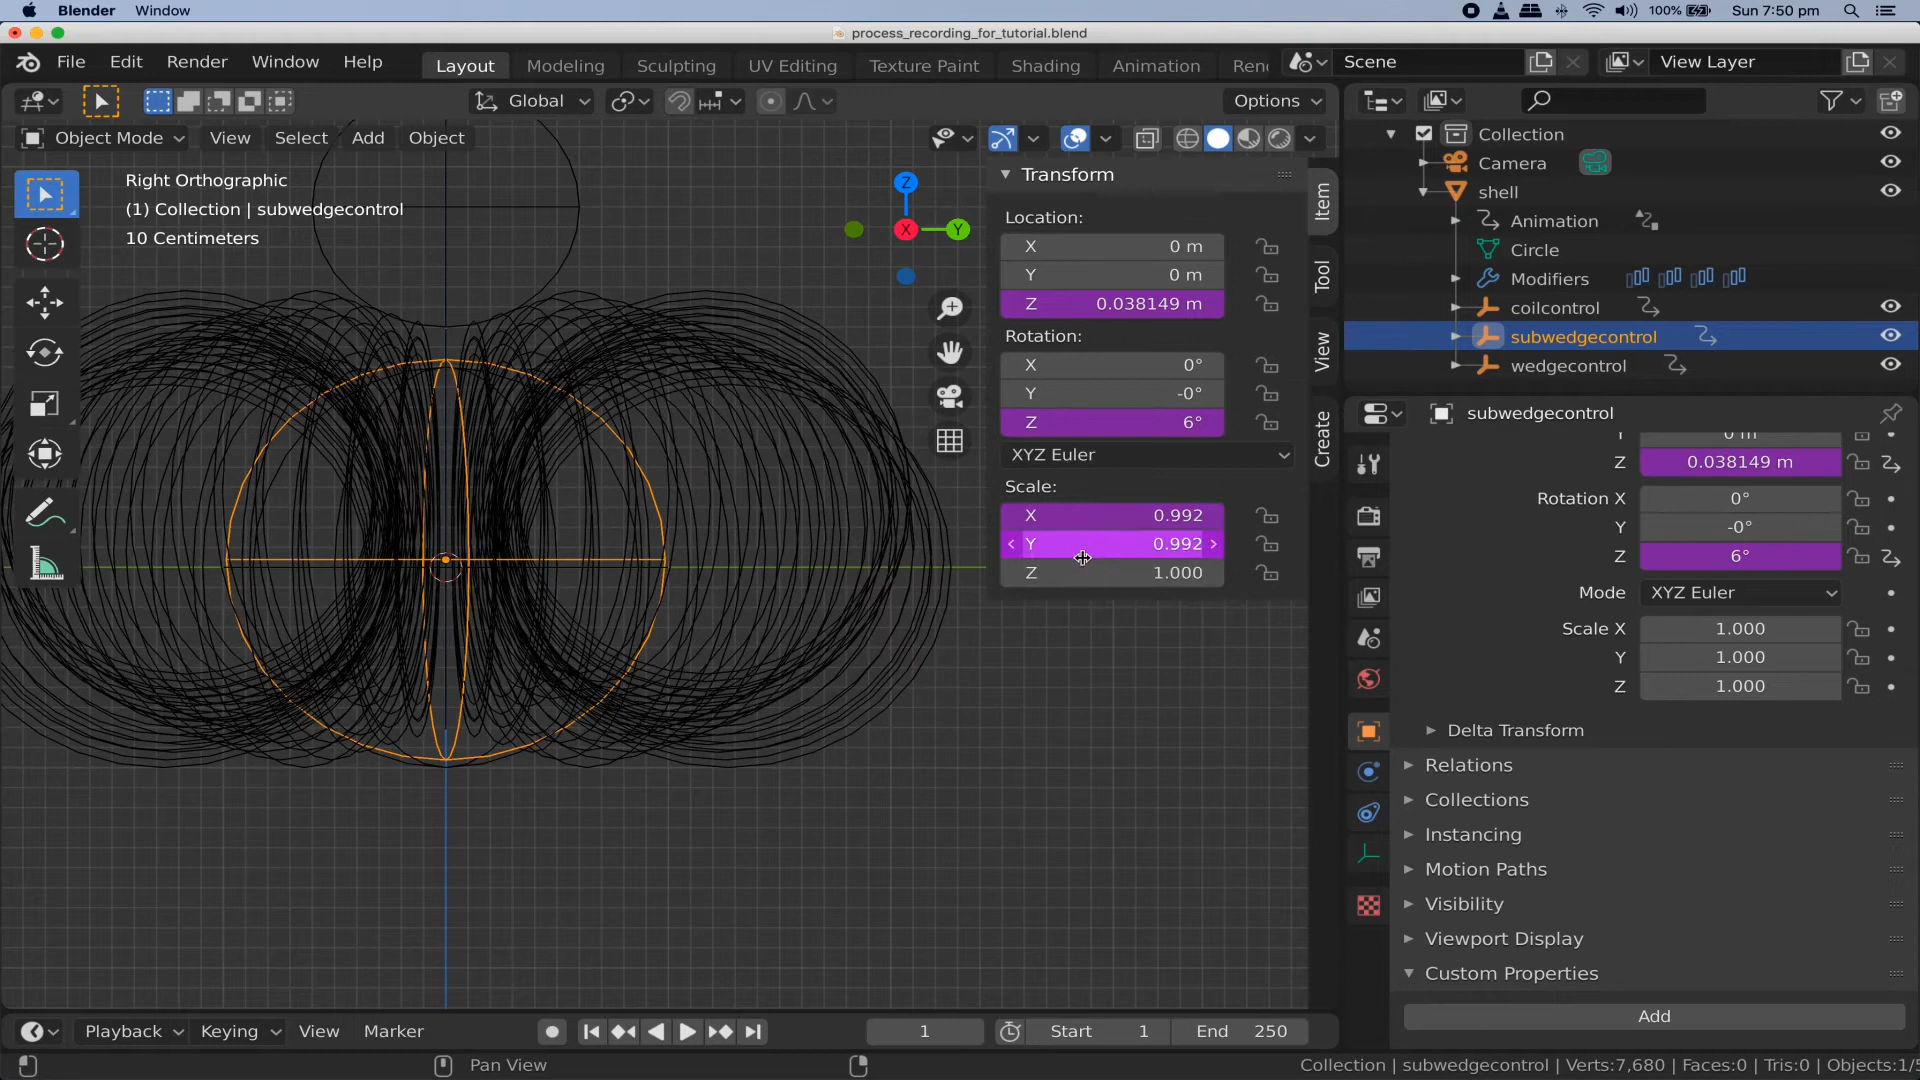 Blender Window 100% Sun 7:50 pm
process_recording_for_tutorial.blend
File Edit Render Window Help Layout Modeling Sculpting UV Editing Texture Paint Shading Animation Ren Scene View Layer
Global Options
Object Mode View Select Add Object
Right Orthographic
(1) Collection | subwedgecontrol
10 Centimeters
Z
X
Y
Transform
Location:
X 0 m
Y 0 m
Z 0.038149 m
Rotation:
X 0°
Y -0°
Z 6°
XYZ Euler
Scale:
X 0.992
Y 0.992
Z 1.000
Item
Tool
View
Create
Collection
Camera
shell
Animation
Circle
Modifiers
coilcontrol
subwedgecontrol
wedgecontrol
subwedgecontrol
Y 0 m
Z 0.038149 m
Rotation X 0°
Y -0°
Z 6°
Mode XYZ Euler
Scale X 1.000
Y 1.000
Z 1.000
Delta Transform
Relations
Collections
Instancing
Motion Paths
Visibility
Viewport Display
Custom Properties
Add
Playback Keying View Marker 1 Start 1 End 250
Pan View Collection | subwedgecontrol | Verts:7,680 | Faces:0 | Tris:0 | Objects:1/